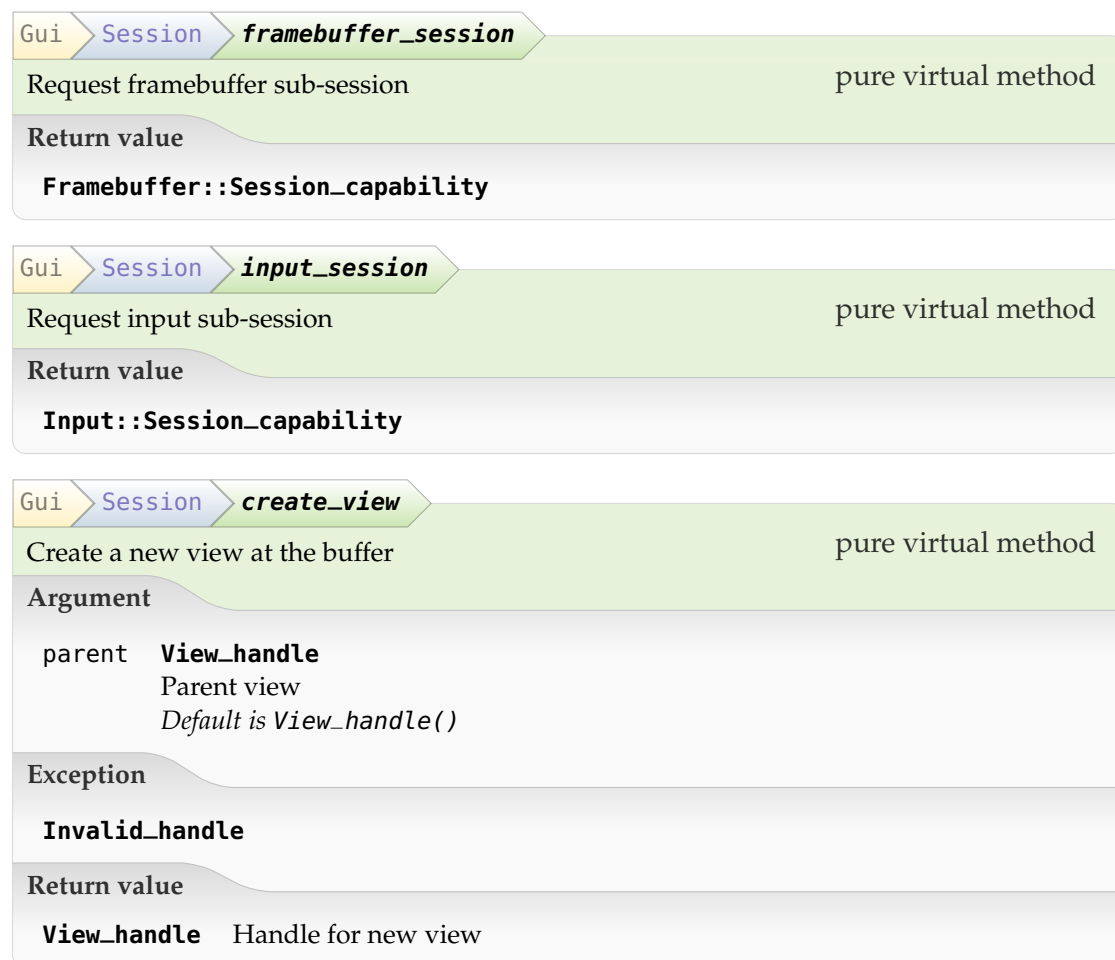 Gui Session framebuffer_session
Request framebuffer sub-session pure virtual method
Return value
Framebuffer::Session_capability
Gui Session input_session
Request input sub-session pure virtual method
Return value
Input::Session_capability
Gui Session create_view
Create a new view at the buffer pure virtual method
Argument
parent View_handle
Parent view
Default is View_handle()
Exception
Invalid_handle
Return value
View_handle Handle for new view